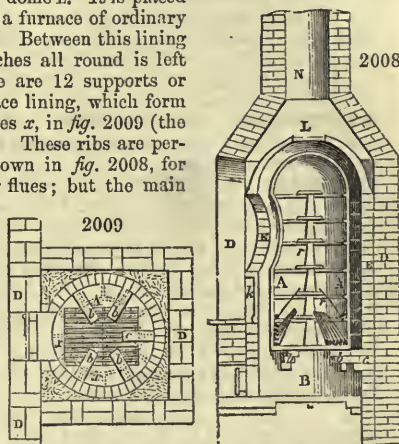 dome L. It is plated
a furnace of ordinary
Between this lining
ches all round is left
e are 12 supports or
ce lining, which form
es x, in fig. 2009 (the
These ribs are per-
own in fig. 2008, for
flues; but the main
2008
N
L
D
K
D
E
r
A
A
k
B
c
2009
D
D
D
A
b
b
c
b
b
x